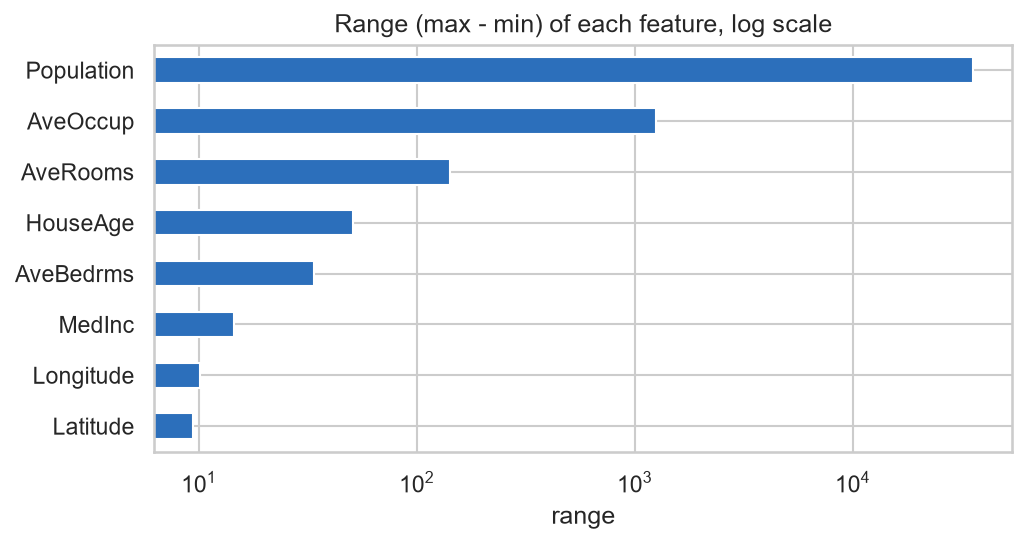 Range (max - min) of each feature, log scale
Population
AveOccup
AveRooms
HouseAge
AveBedrms
MedInc
Longitude
Latitude
10¹ 10² 10³ 10⁴
range